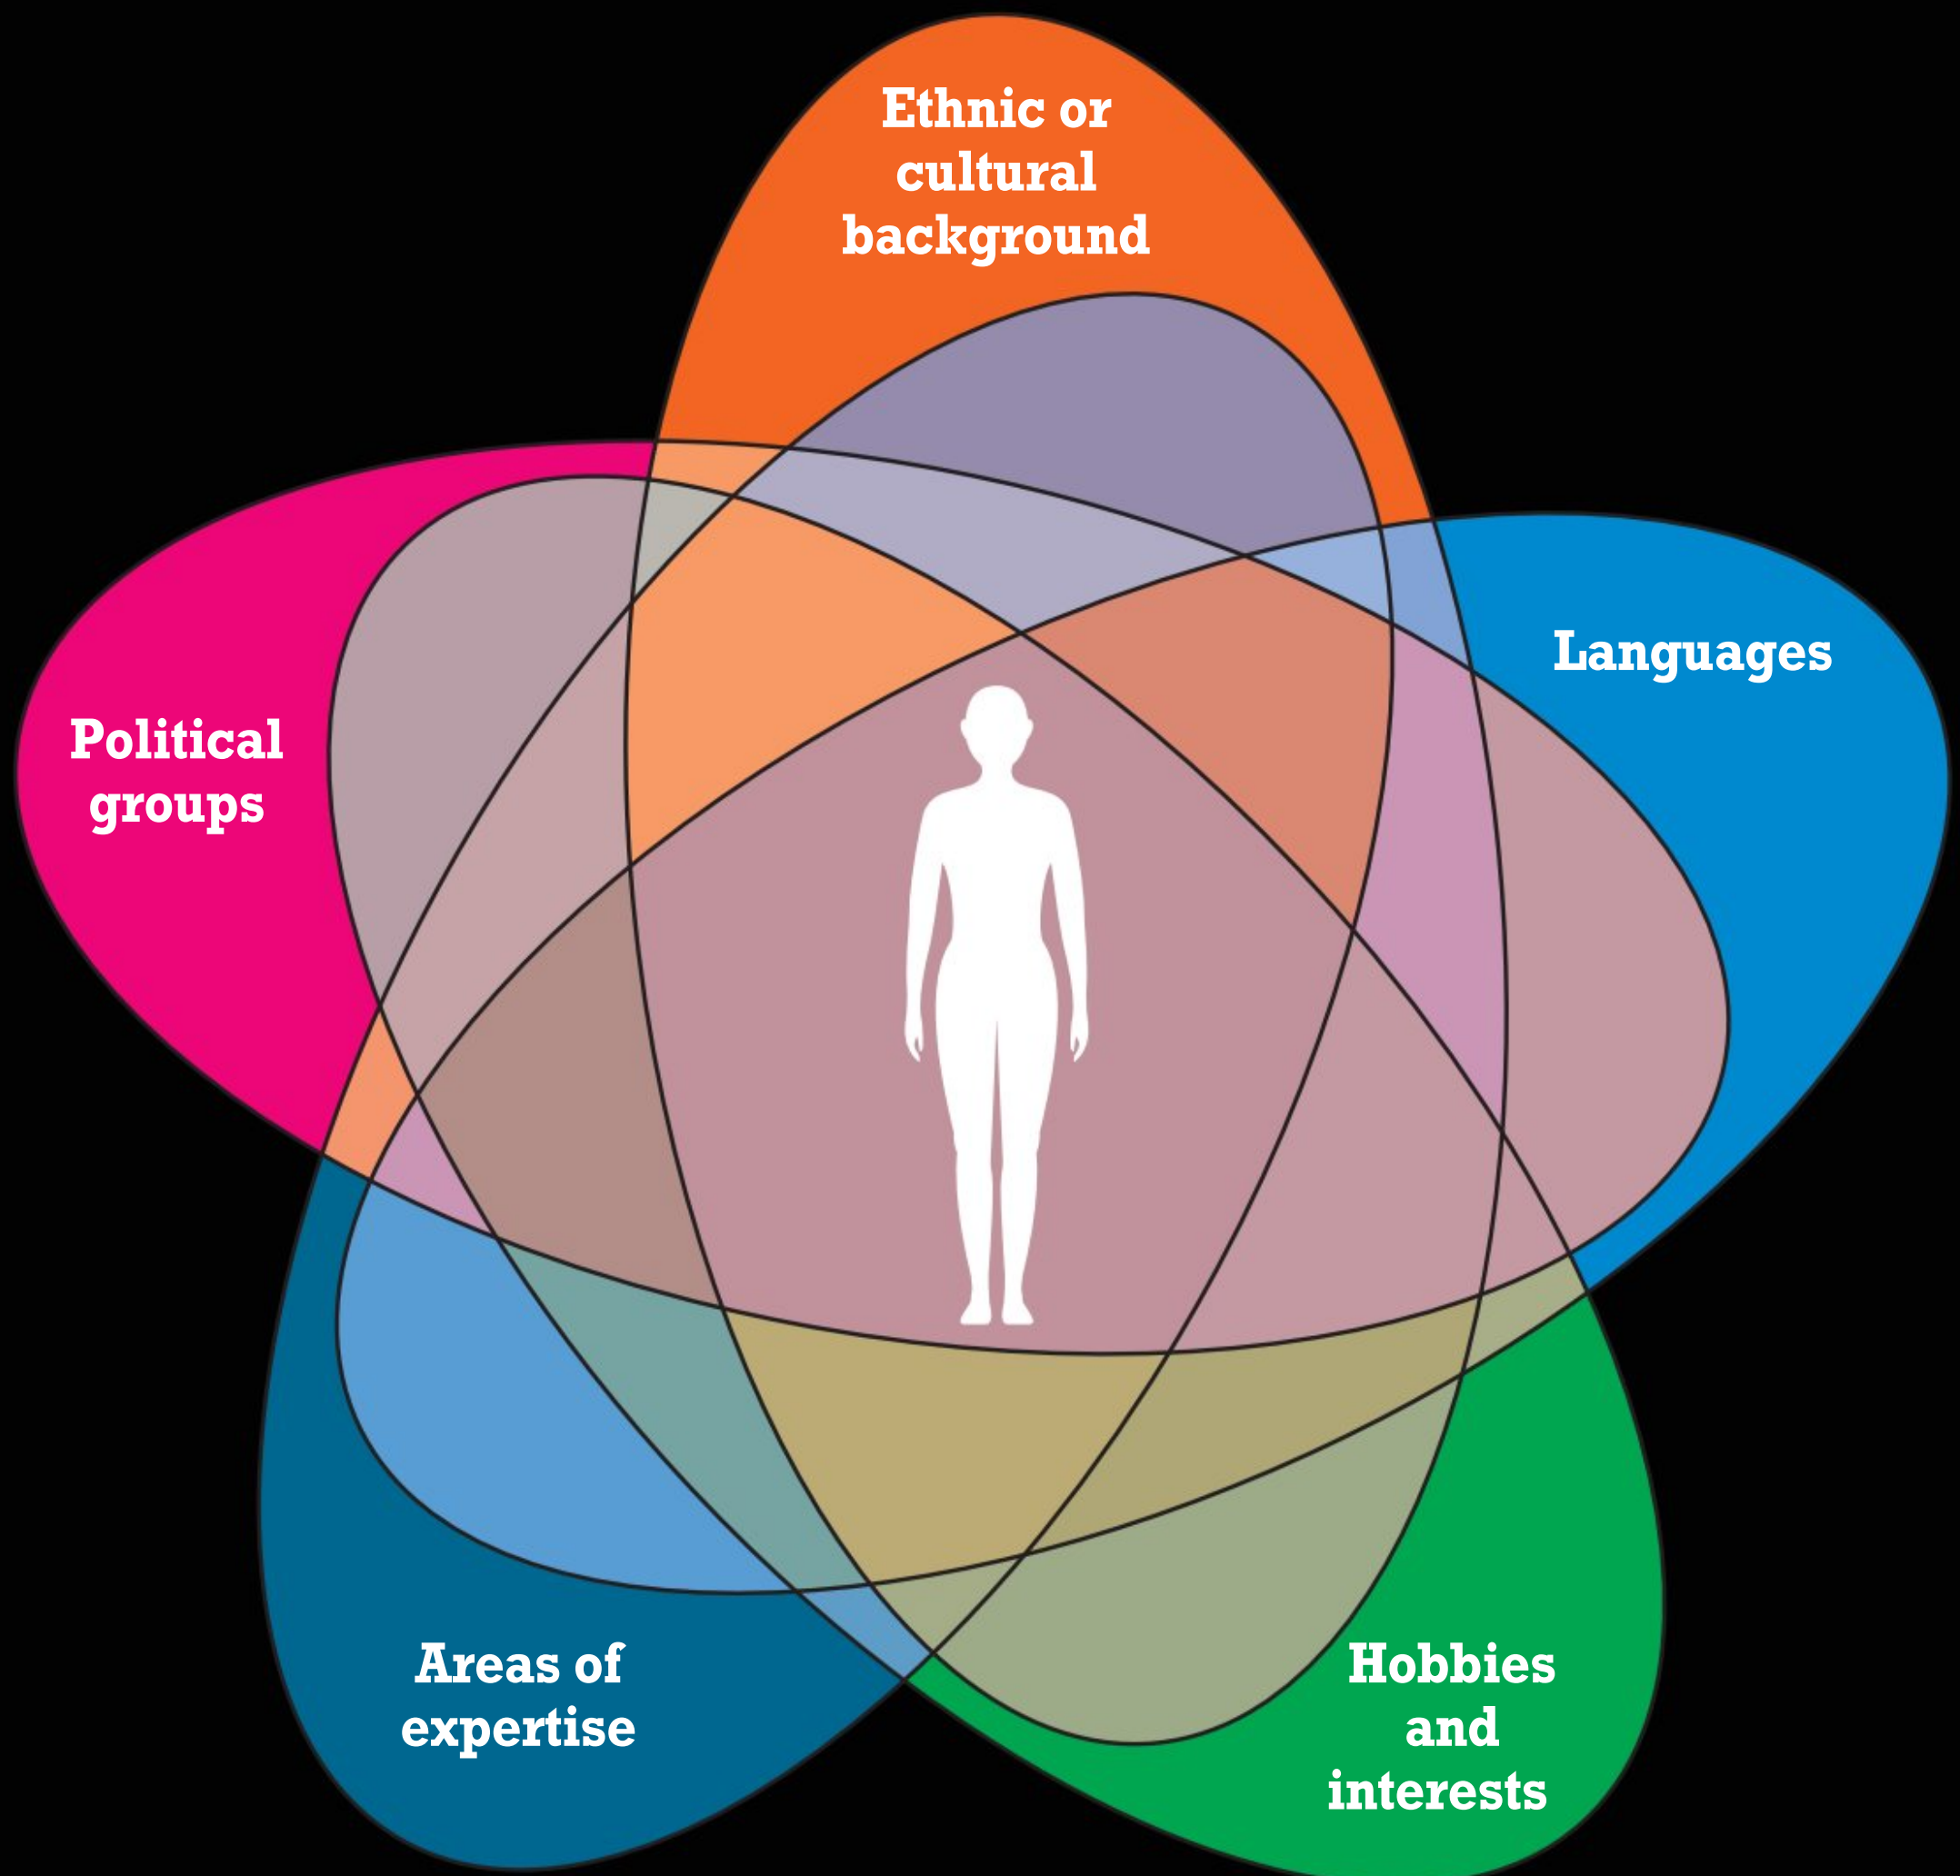 Ethnic or
cultural
background
Languages
Political
groups
Areas of
expertise
Hobbies
and
interests